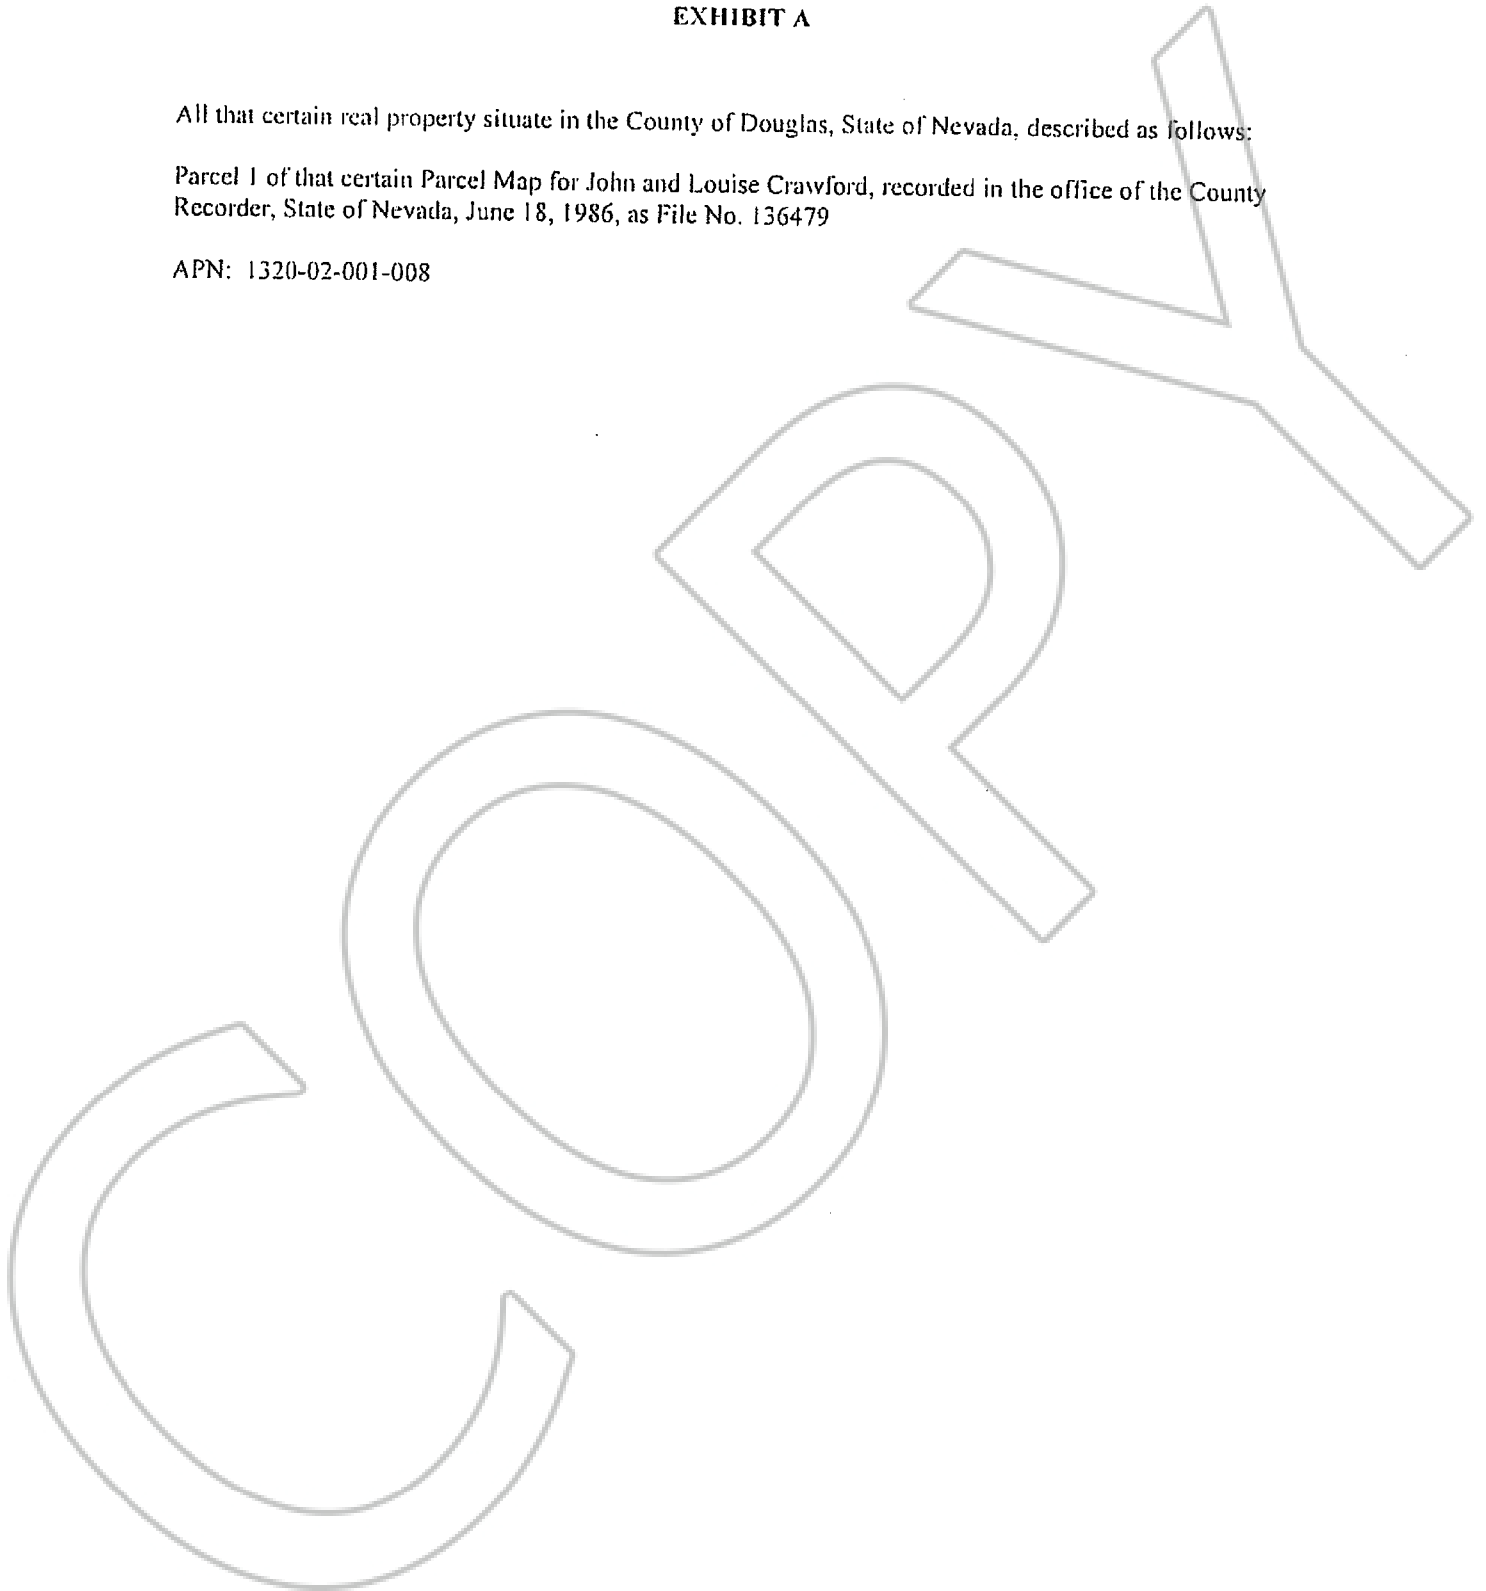 EXHIBIT A
All that certain real property situate in the County of Douglas, State of Nevada, described as follows:
Parcel 1 of that certain Parcel Map for John and Louise Crawford, recorded in the office of the County
Recorder, State of Nevada, June 18, 1986, as File No. 136479
APN: 1320-02-001-008
COPY